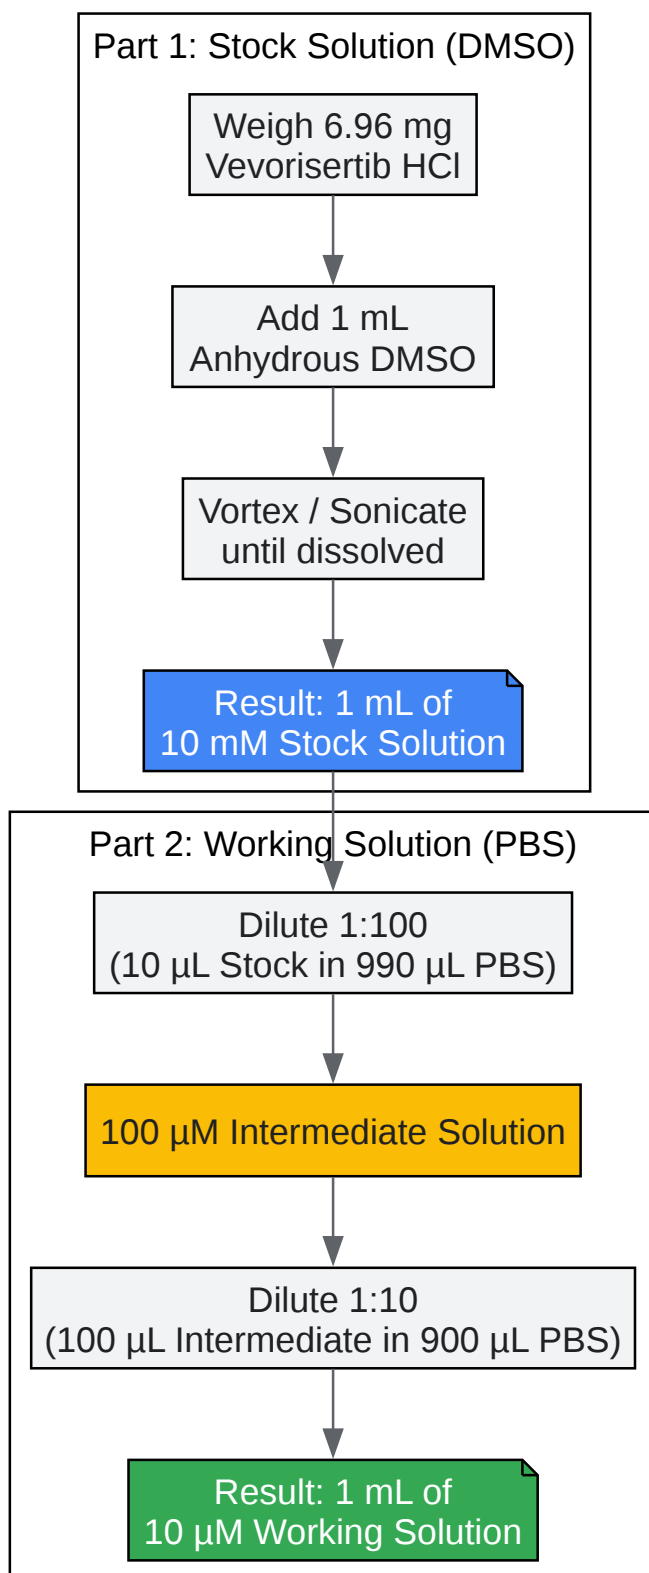 Part 1: Stock Solution (DMSO)
Weigh 6.96 mg
Vevorisertib HCl
Add 1 mL
Anhydrous DMSO
Vortex / Sonicate
until dissolved
Result: 1 mL of
10 mM Stock Solution
Part 2: Working Solution (PBS)
Dilute 1:100
(10 µL Stock in 990 µL PBS)
100 µM Intermediate Solution
Dilute 1:10
(100 µL Intermediate in 900 µL PBS)
Result: 1 mL of
10 µM Working Solution